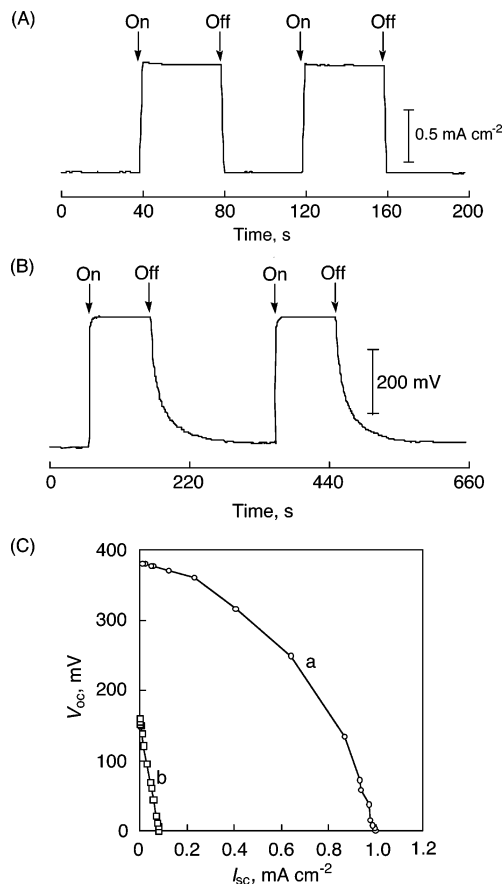 (A)
On Off On Off
0.5 mA cm-2
0 40 80 120 160 200
Time, s
(B)
On Off On Off
200 mV
0 220 440 660
Time, s
(C)
400
300
200
100
0
Voc, mV
a
b
0 0.2 0.4 0.6 0.8 1.0 1.2
Isc, mA cm-2